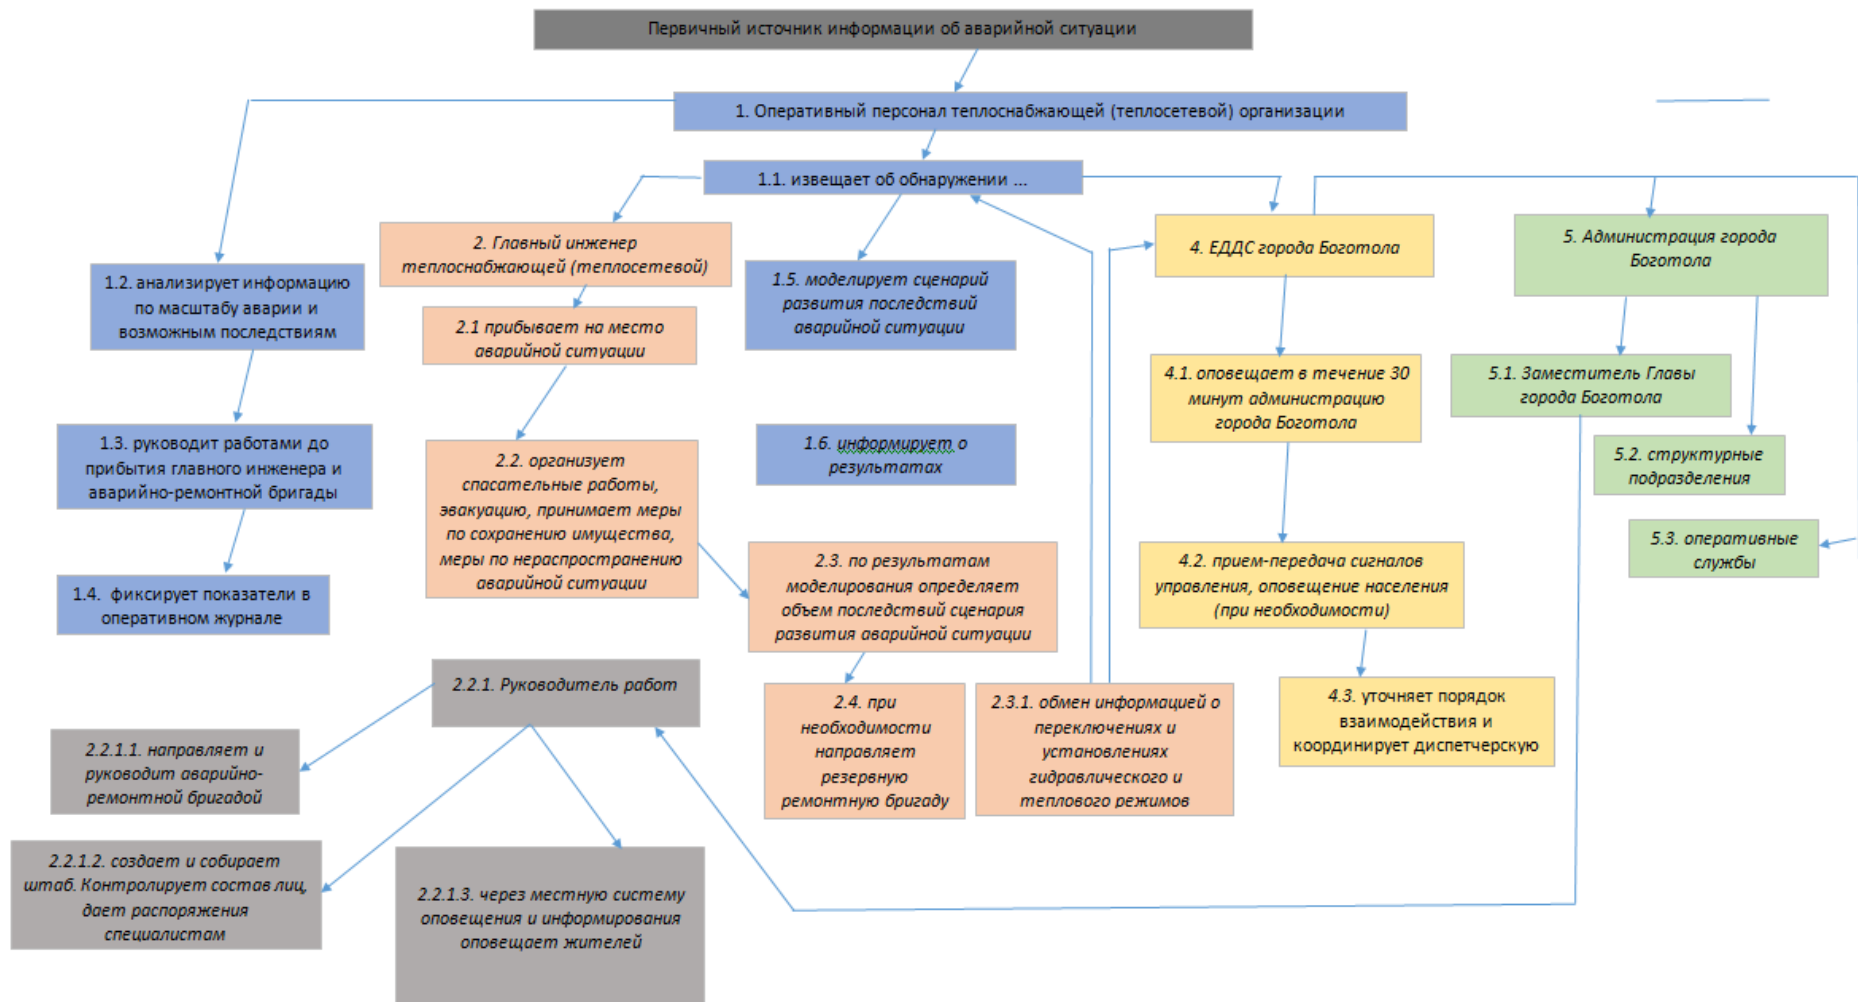 Первичный источник информации об аварийной ситуации
1. Оперативный персонал теплоснабжающей (теплосетевой) организации
1.1. извещает об обнаружении ...
2. Главный инженер
теплоснабжающей (теплосетевой)
4. ЕДДС города Боготола
5. Администрация города
Боготола
1.2. анализирует информацию
по масштабу аварии и
возможным последствиям
2.1 прибывает на место
аварийной ситуации
1.5. моделирует сценарий
развития последствий
аварийной ситуации
4.1. оповещает в течение 30
минут администрацию
города Боготола
5.1. Заместитель Главы
города Боготола
1.3. руководит работами до
прибытия главного инженера и
аварийно-ремонтной бригады
2.2. организует
спасательные работы,
эвакуацию, принимает меры
по сохранению имущества,
меры по нераспространению
аварийной ситуации
1.6. информирует о
результатах
5.2. структурные
подразделения
5.3. оперативные
службы
1.4. фиксирует показатели в
оперативном журнале
2.3. по результатам
моделирования определяет
объем последствий сценария
развития аварийной ситуации
4.2. прием-передача сигналов
управления, оповещение населения
(при необходимости)
2.2.1. Руководитель работ
2.4. при
необходимости
направляет
резервную
ремонтную бригаду
2.3.1. обмен информацией о
переключениях и
установлениях
гидравлического и
теплового режимов
4.3. уточняет порядок
взаимодействия и
координирует диспетчерскую
2.2.1.1. направляет и
руководит аварийно-
ремонтной бригадой
2.2.1.2. создает и собирает
штаб. Контролирует состав лиц,
дает распоряжения
специалистам
2.2.1.3. через местную систему
оповещения и информирования
оповещает жителей